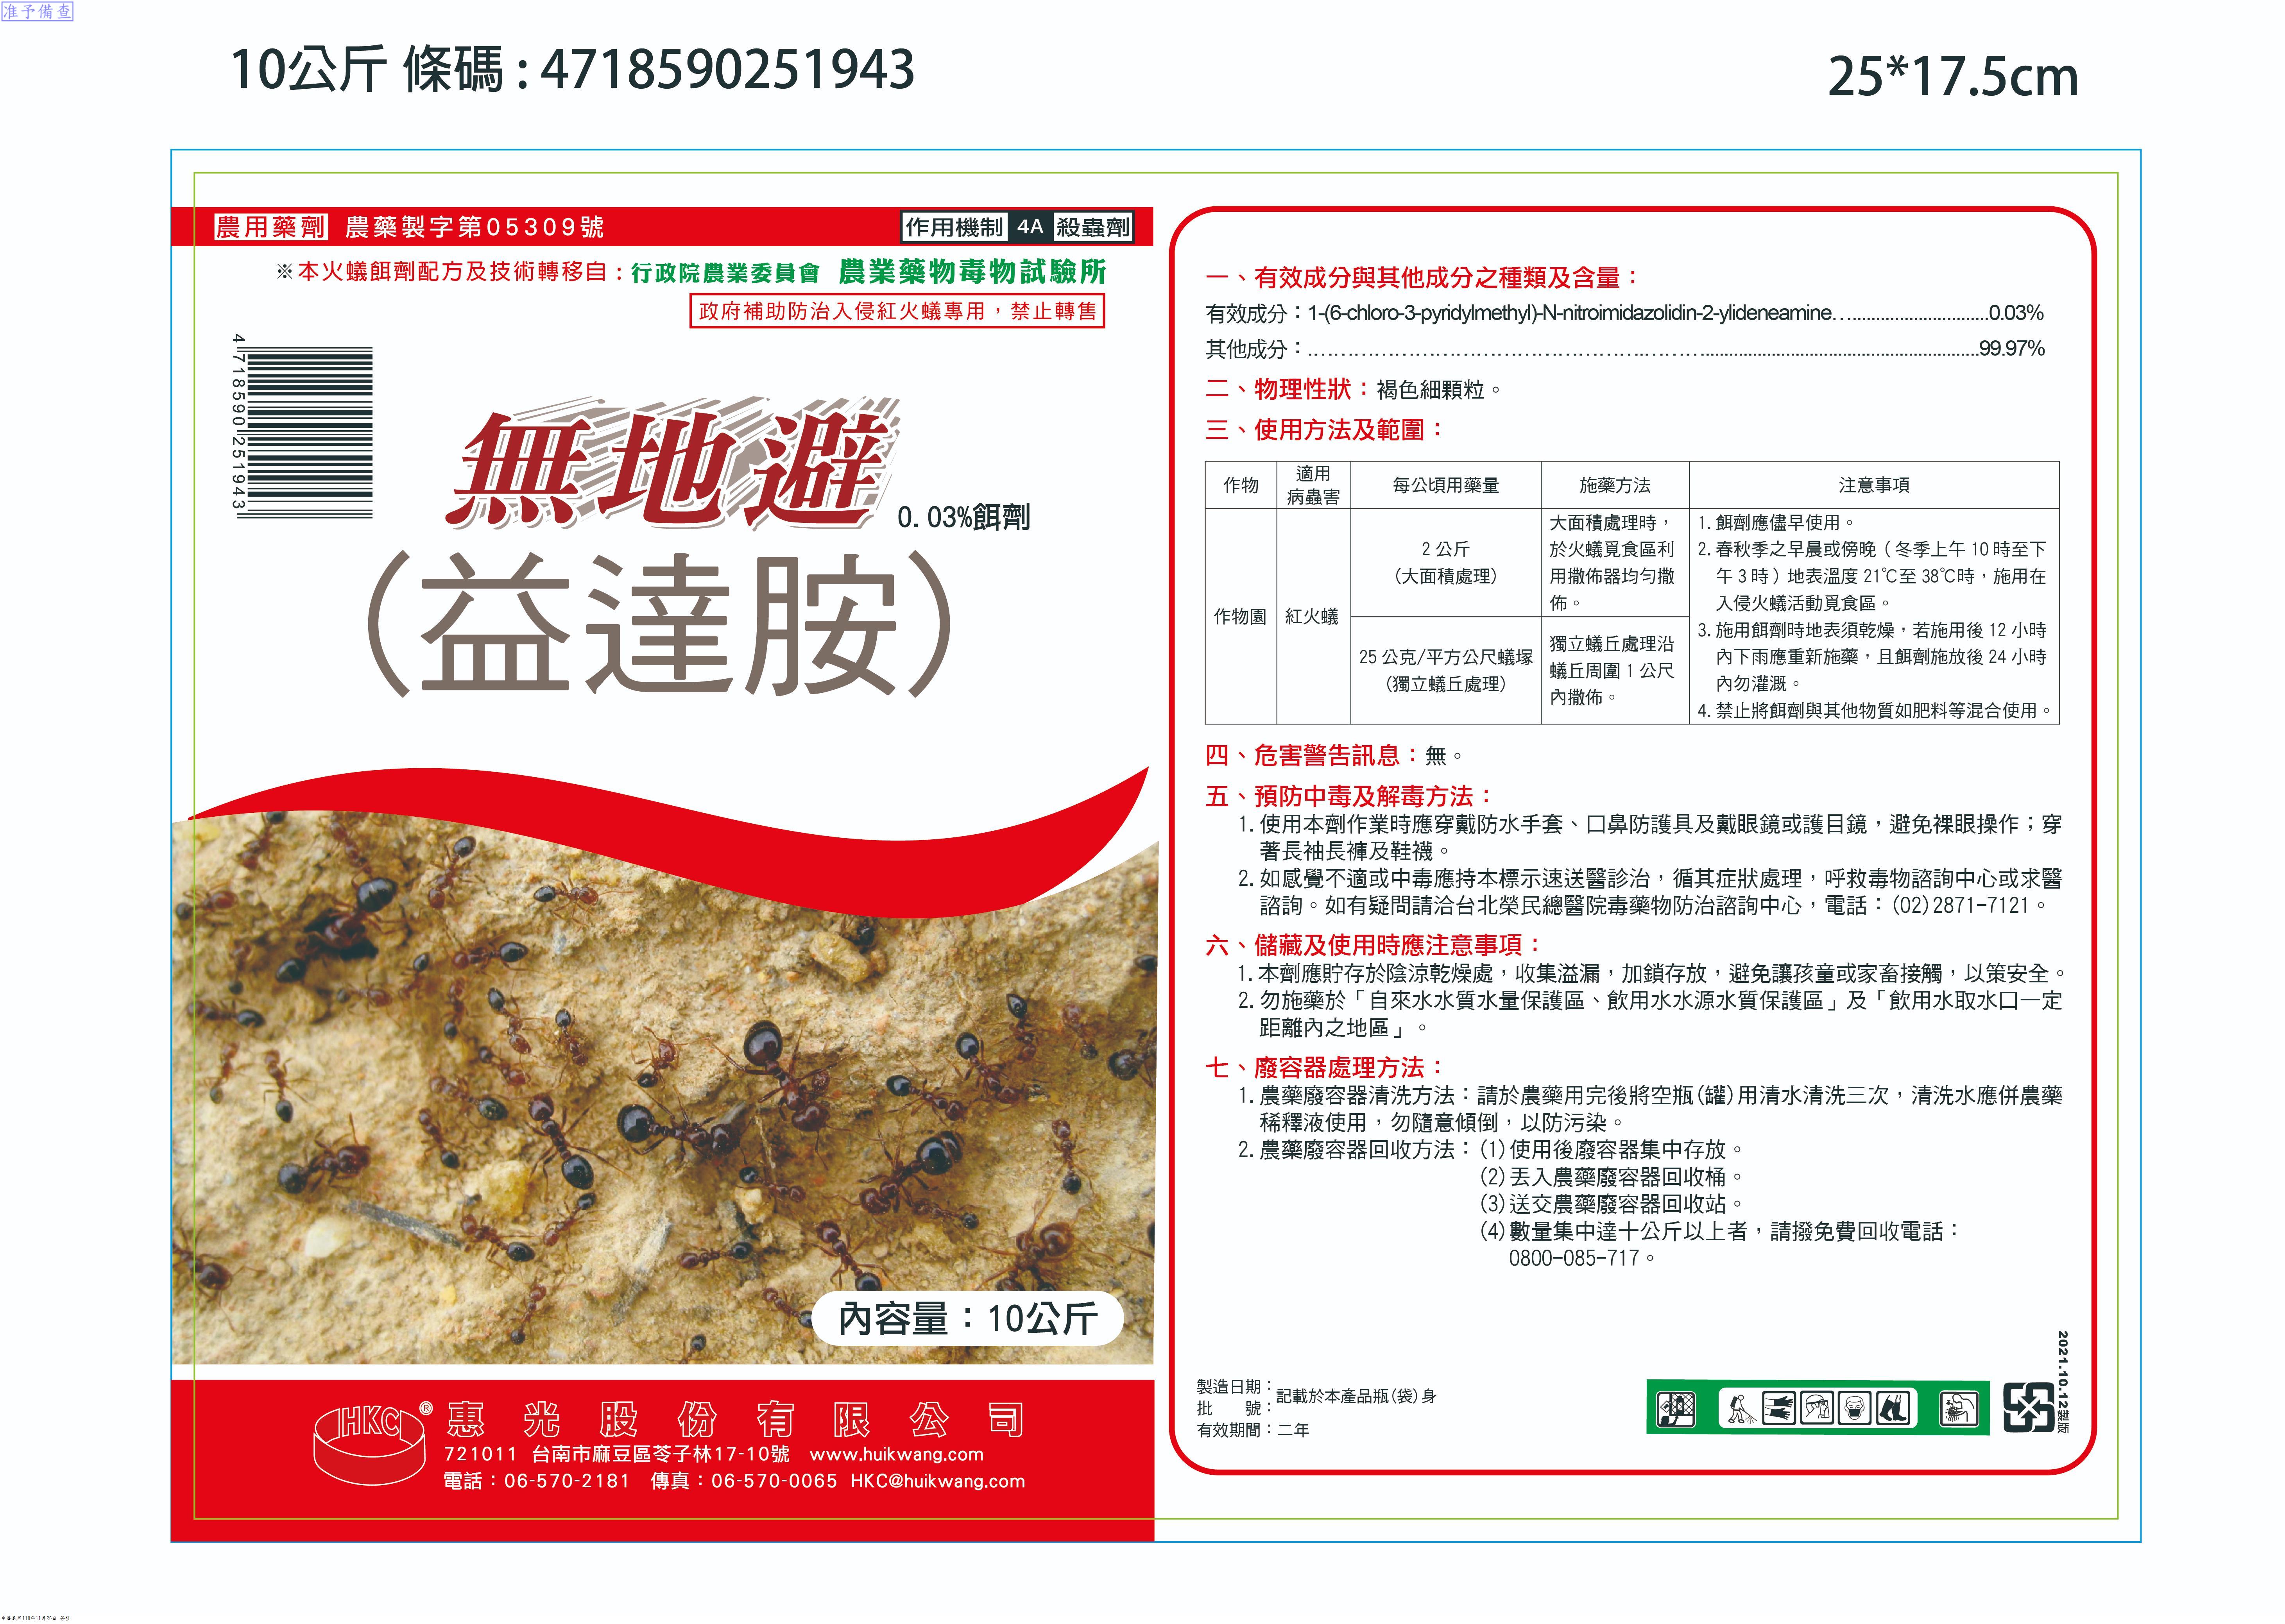 准予備查
10公斤 條碼 : 4718590251943
25*17.5cm
農用藥劑 農藥製字第05309號
作用機制 4A 殺蟲劑
※本火蟻餌劑配方及技術轉移自：行政院農業委員會 農業藥物毒物試驗所
政府補助防治入侵紅火蟻專用，禁止轉售
4 718590 251943
無地避
0.03%餌劑
（益達胺）
內容量：10公斤
HKC®
惠光股份有限公司
721011 台南市麻豆區苓子林17-10號 www.huikwang.com
電話：06-570-2181 傳真：06-570-0065 HKC@huikwang.com
一、有效成分與其他成分之種類及含量：
有效成分：1-(6-chloro-3-pyridylmethyl)-N-nitroimidazolidin-2-ylideneamine..............................0.03%
其他成分：..............................99.97%
二、物理性狀：褐色細顆粒。
三、使用方法及範圍：
作物
適用
病蟲害
每公頃用藥量
施藥方法
注意事項
作物園
紅火蟻
2 公斤
（大面積處理）
大面積處理時，
於火蟻覓食區利
用撒佈器均勻撒
佈。
25 公克/平方公尺蟻塚
（獨立蟻丘處理）
獨立蟻丘處理沿
蟻丘周圍 1 公尺
內撒佈。
1. 餌劑應儘早使用。
2. 春秋季之早晨或傍晚（冬季上午 10 時至下
午 3 時）地表溫度 21℃至 38℃時，施用在
入侵火蟻活動覓食區。
3. 施用餌劑時地表須乾燥，若施用後 12 小時
內下雨應重新施藥，且餌劑施放後 24 小時
內勿灌溉。
4. 禁止將餌劑與其他物質如肥料等混合使用。
四、危害警告訊息：無。
五、預防中毒及解毒方法：
1. 使用本劑作業時應穿戴防水手套、口鼻防護具及戴眼鏡或護目鏡，避免裸眼操作；穿
著長袖長褲及鞋襪。
2. 如感覺不適或中毒應持本標示速送醫診治，循其症狀處理，呼救毒物諮詢中心或求醫
諮詢。如有疑問請洽台北榮民總醫院毒藥物防治諮詢中心，電話：(02)2871-7121。
六、儲藏及使用時應注意事項：
1. 本劑應貯存於陰涼乾燥處，收集溢漏，加鎖存放，避免讓孩童或家畜接觸，以策安全。
2. 勿施藥於「自來水水質水量保護區、飲用水水源水質保護區」及「飲用水取水口一定
距離內之地區」。
七、廢容器處理方法：
1. 農藥廢容器清洗方法：請於農藥用完後將空瓶(罐)用清水清洗三次，清洗水應併農藥
稀釋液使用，勿隨意傾倒，以防污染。
2. 農藥廢容器回收方法：(1)使用後廢容器集中存放。
(2)丟入農藥廢容器回收桶。
(3)送交農藥廢容器回收站。
(4)數量集中達十公斤以上者，請撥免費回收電話：
0800-085-717。
製造日期：
批 號：
記載於本產品瓶(袋)身
有效期間：二年
2021.10.12製版
中華民國110年11月29日